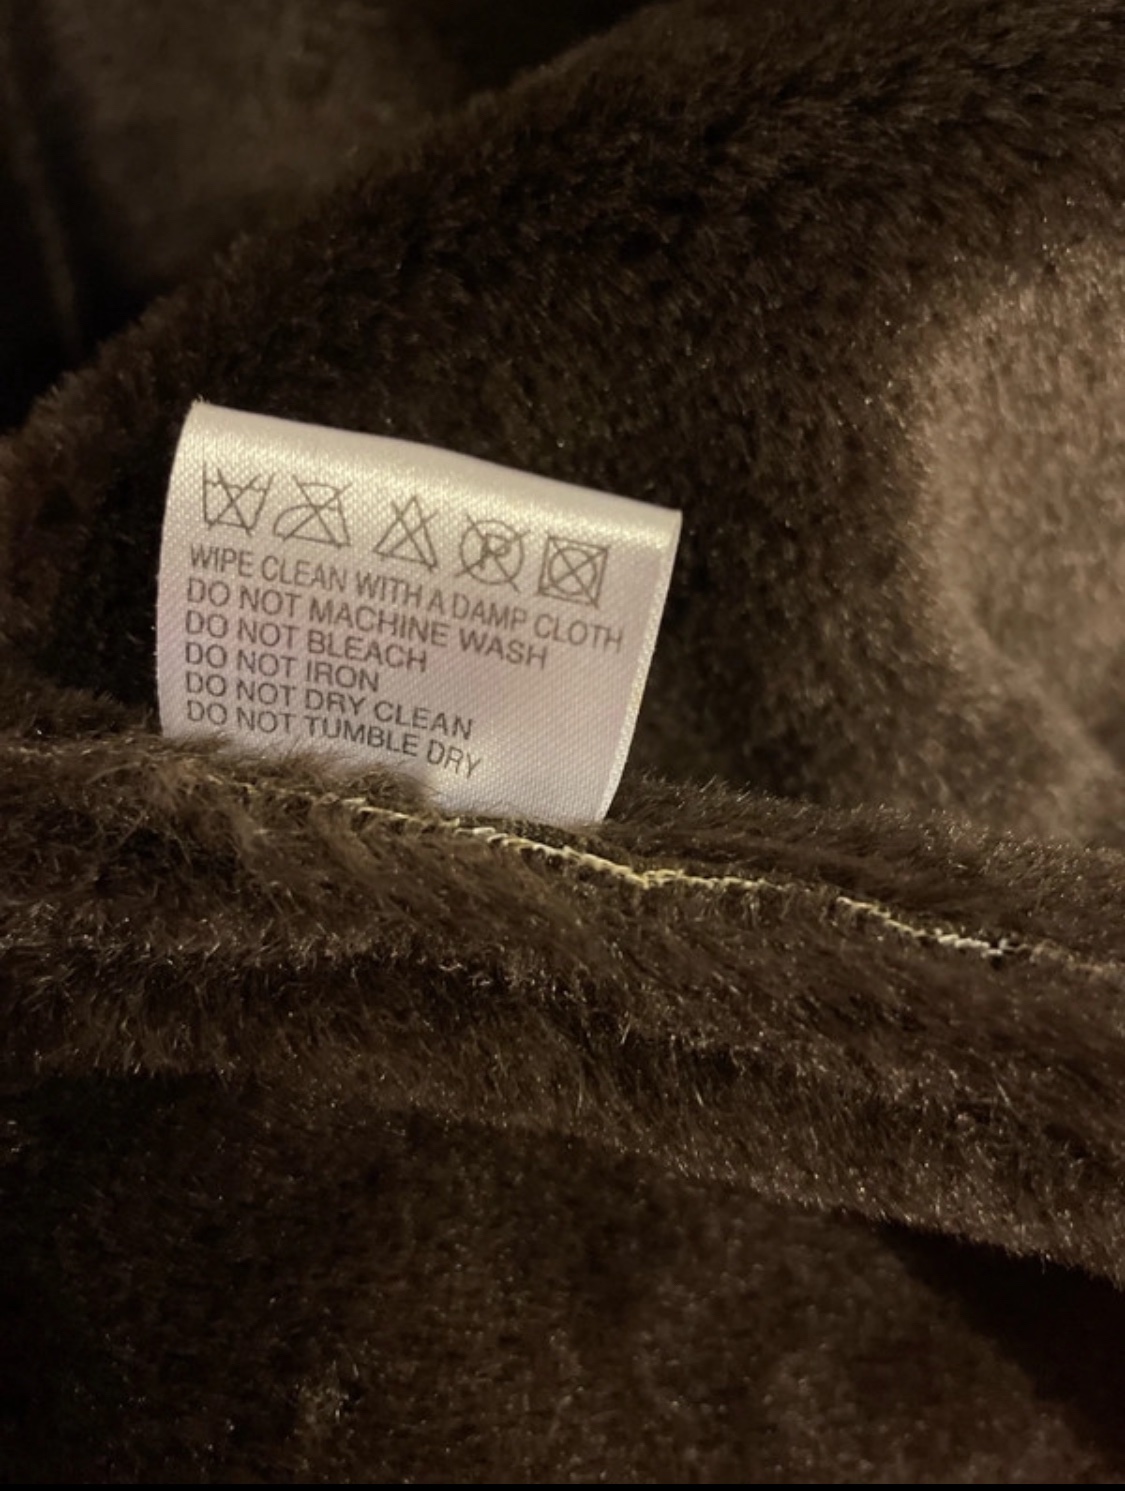 P
WIPE CLEAN WITH A DAMP CLOTH
DO NOT MACHINE WASH
DO NOT BLEACH
DO NOT IRON
DO NOT DRY CLEAN
DO NOT TUMBLE DRY